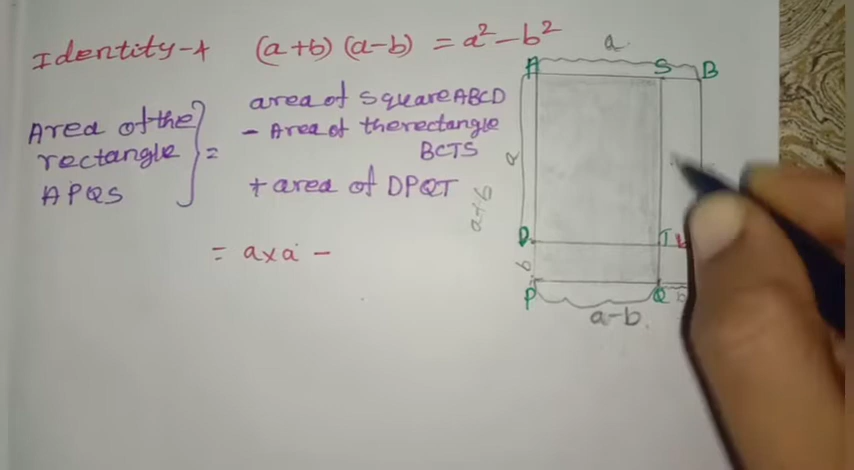 Identity-A (a+b) (a-b) = a²-b²
Area of the rectangle APQS } = area of square ABCD
- Area of the rectangle BCTS
+ area of DPQT
= a×a -
a
A S B
a
a+b
D T
b
P Q b
a-b